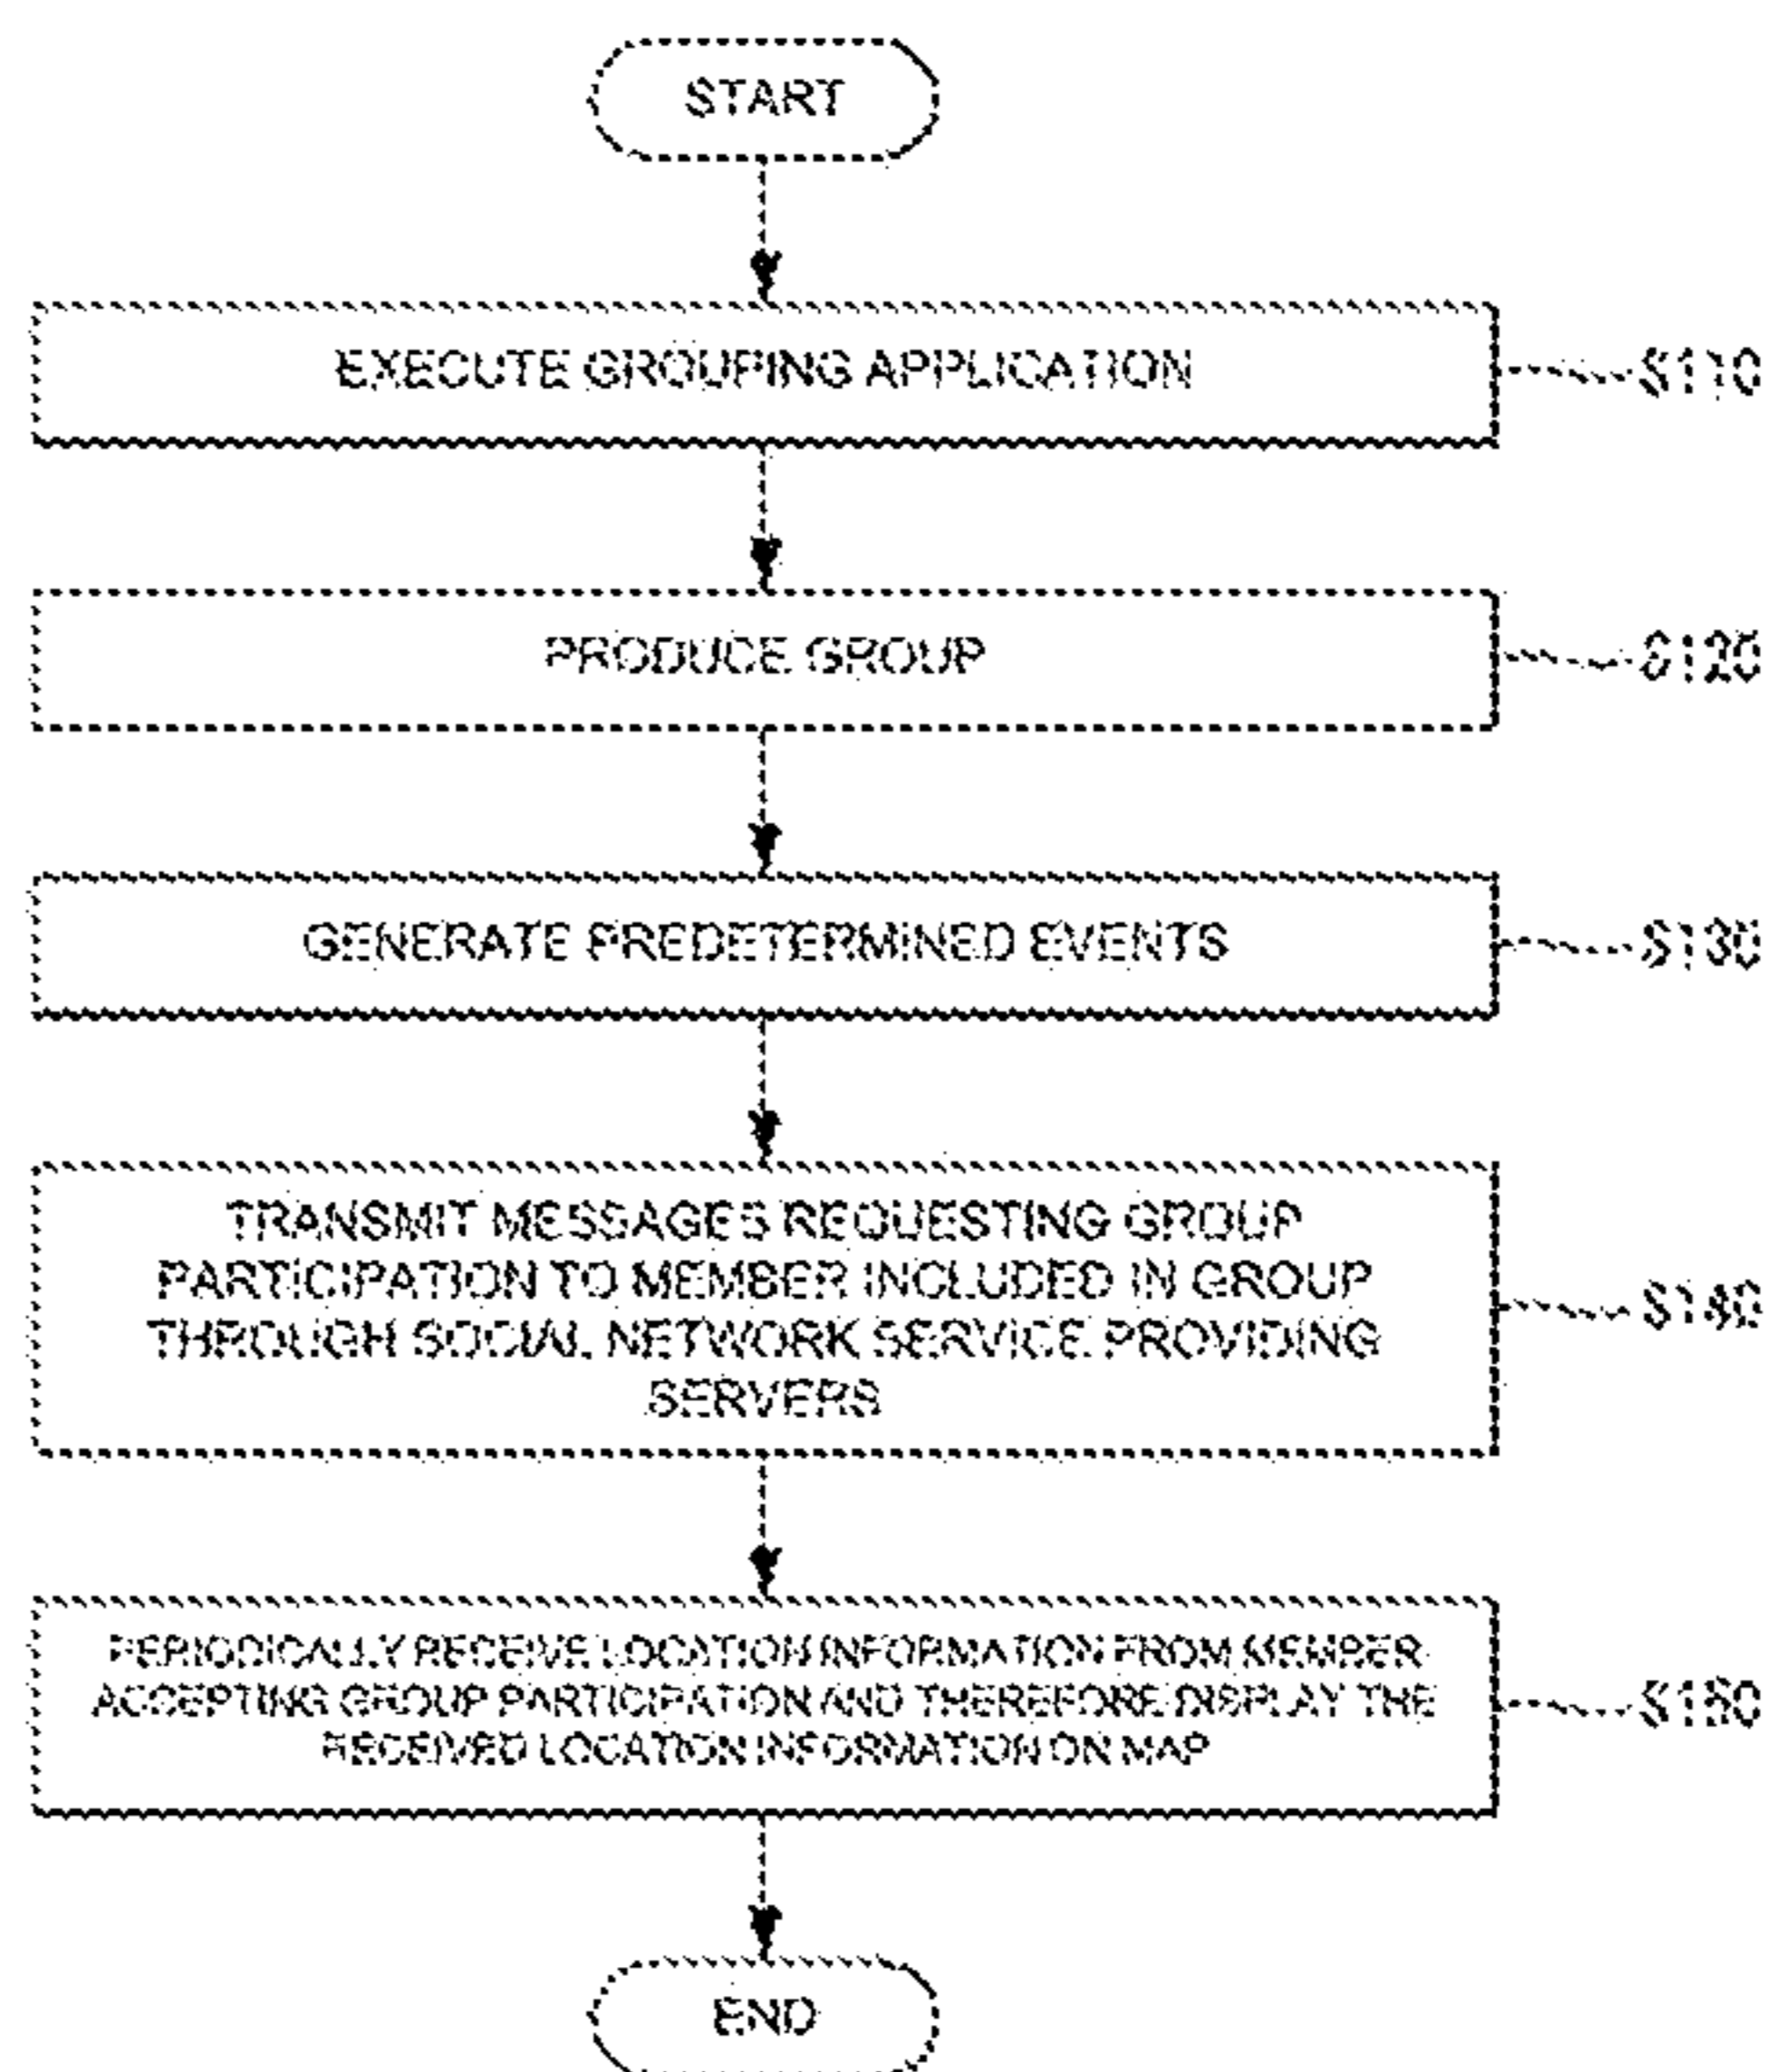 START
EXECUTE GROUPING APPLICATION
S110
PRODUCE GROUP
S120
GENERATE PREDETERMINED EVENTS
S130
TRANSMIT MESSAGES REQUESTING GROUP
PARTICIPATION TO MEMBER INCLUDED IN GROUP
THROUGH SOCIAL NETWORK SERVICE PROVIDING
SERVERS
S140
PERIODICALLY RECEIVE LOCATION INFORMATION FROM MEMBER
ACCEPTING GROUP PARTICIPATION AND THEREFORE DISPLAY THE
RECEIVED LOCATION INFORMATION ON MAP
S150
END